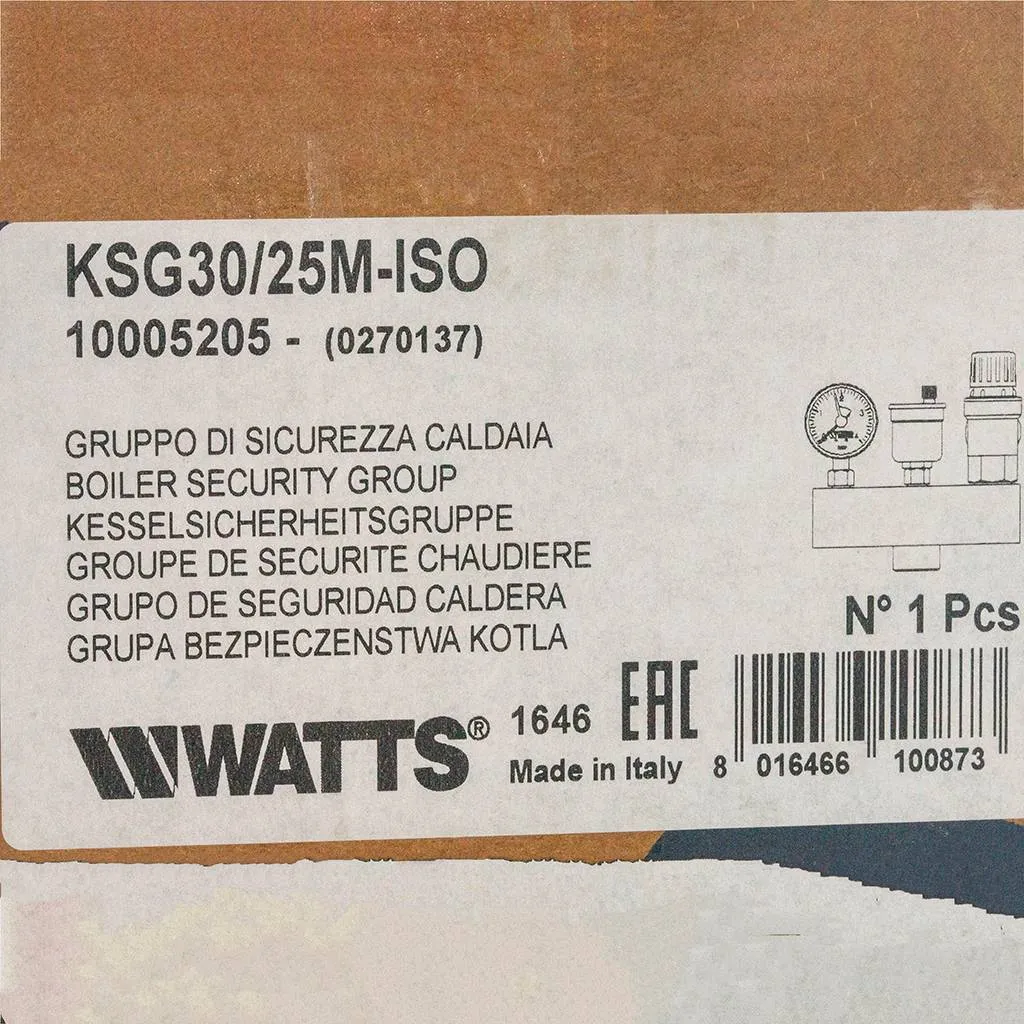 KSG30/25M-ISO
10005205 - (0270137)
GRUPPO DI SICUREZZA CALDAIA
BOILER SECURITY GROUP
KESSELSICHERHEITSGRUPPE
GROUPE DE SECURITE CHAUDIERE
GRUPO DE SEGURIDAD CALDERA
GRUPA BEZPIECZENSTWA KOTLA
N° 1 Pcs
WATTS®
1646
EAC
Made in Italy
8 016466 100873